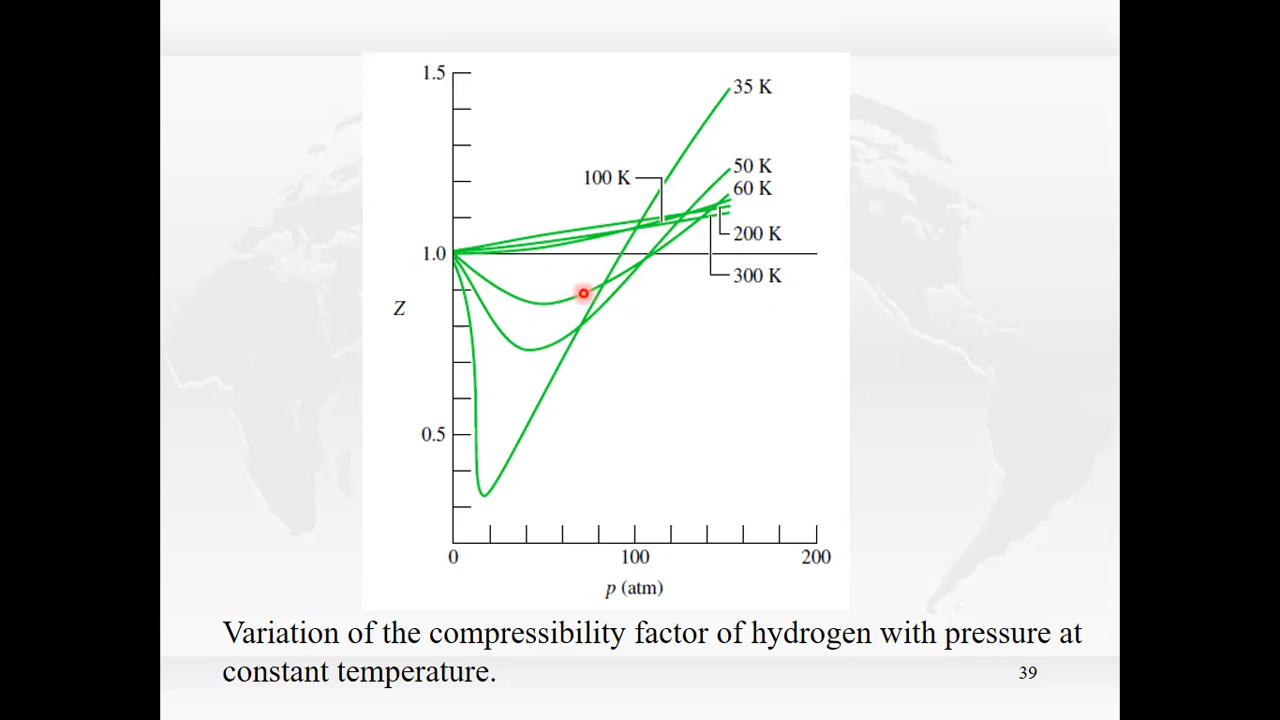 1.5
35 K
50 K
100 K
60 K
200 K
1.0
300 K
Z
0.5
0 100 200
p (atm)
Variation of the compressibility factor of hydrogen with pressure at
constant temperature.
39